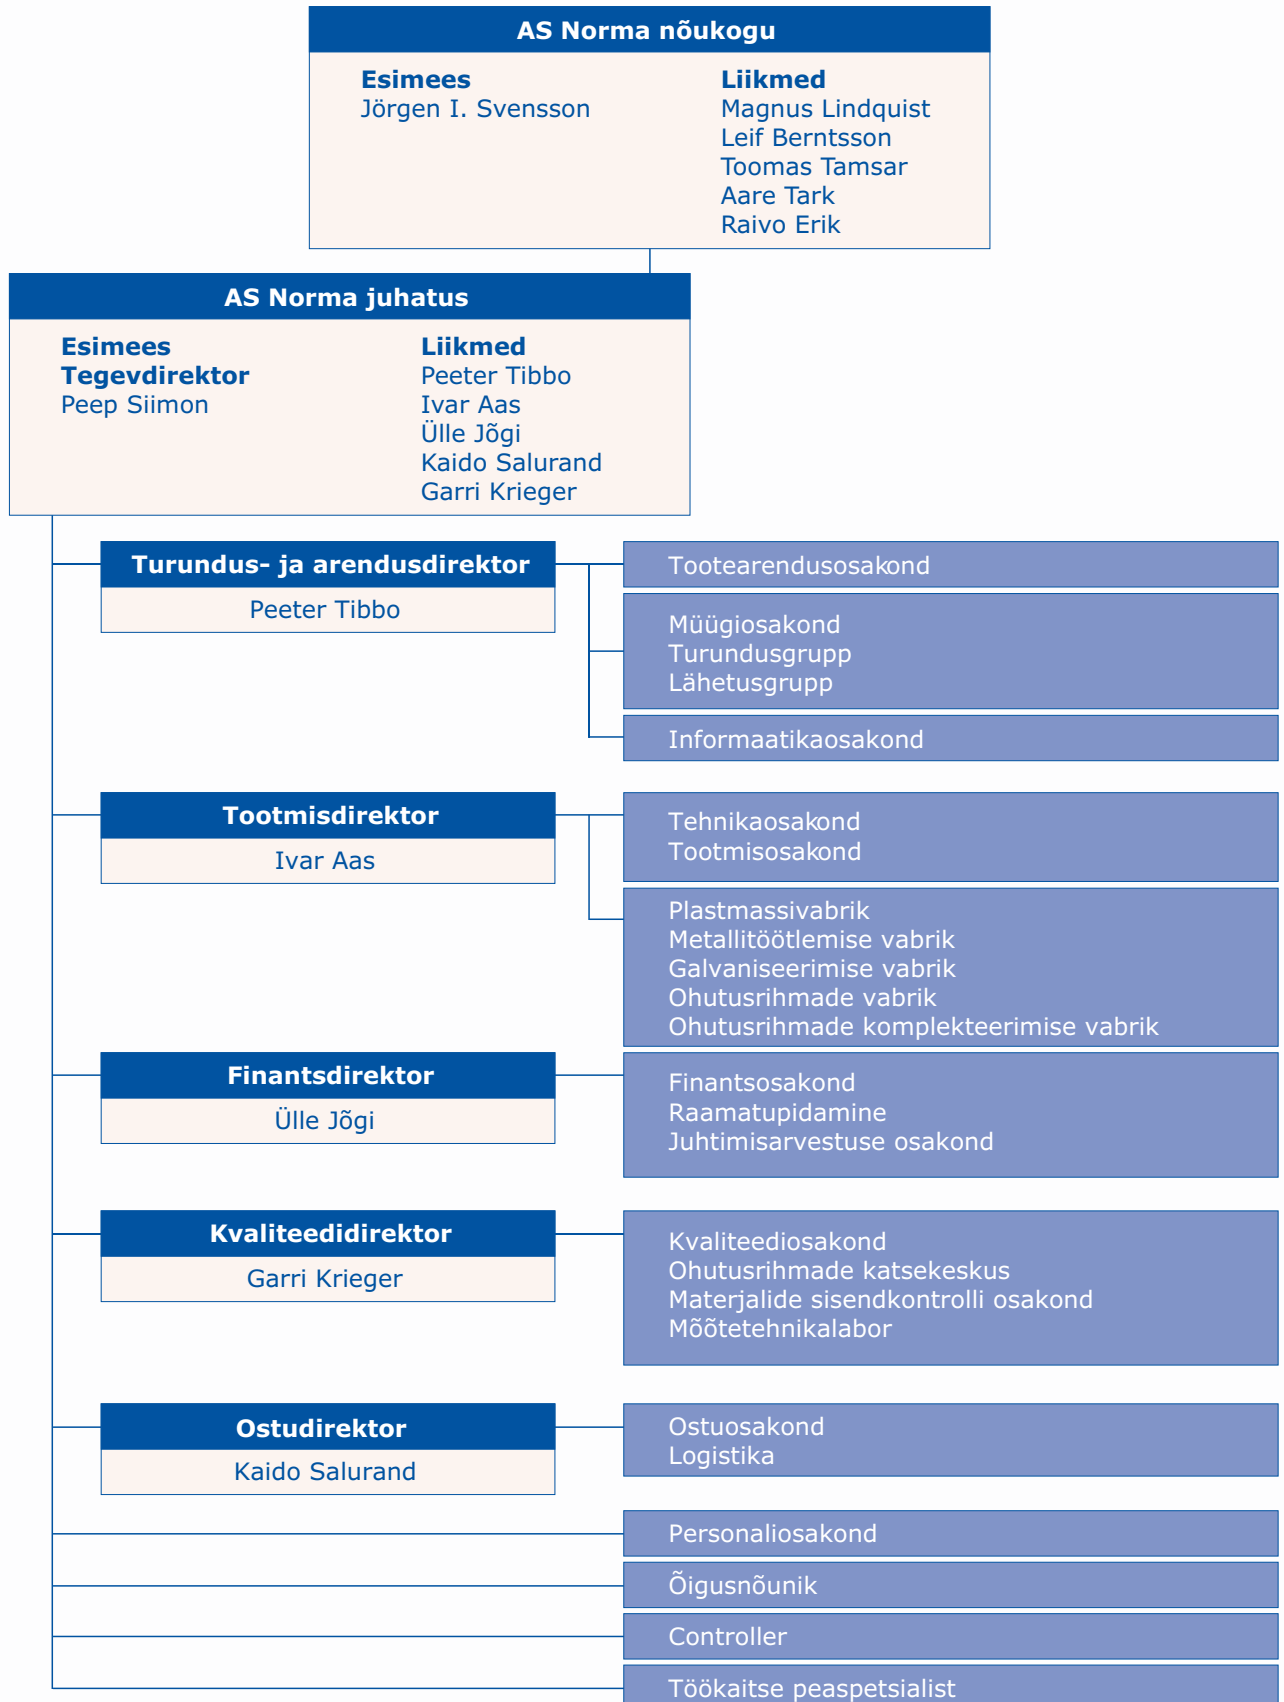 AS Norma nõukogu
Esimees
Jörgen I. Svensson
Liikmed
Magnus Lindquist
Leif Berntsson
Toomas Tamsar
Aare Tark
Raivo Erik
AS Norma juhatus
Esimees
Tegevdirektor
Peep Siimon
Liikmed
Peeter Tibbo
Ivar Aas
Ülle Jõgi
Kaido Salurand
Garri Krieger
Turundus- ja arendusdirektor
Peeter Tibbo
Tootearendusosakond
Müügiosakond
Turundusgrupp
Lähetusgrupp
Informaatikaosakond
Tootmisdirektor
Ivar Aas
Tehnikaosakond
Tootmisosakond
Plastmassivabrik
Metallitöötlemise vabrik
Galvaniseerimise vabrik
Ohutusrihmade vabrik
Ohutusrihmade komplekteerimise vabrik
Finantsdirektor
Ülle Jõgi
Finantsosakond
Raamatupidamine
Juhtimisarvestuse osakond
Kvaliteedidirektor
Garri Krieger
Kvaliteediosakond
Ohutusrihmade katsekeskus
Materjalide sisendkontrolli osakond
Mõõtetehnikalabor
Ostudirektor
Kaido Salurand
Ostuosakond
Logistika
Personaliosakond
Õigusnõunik
Controller
Töökaitse peaspetsialist